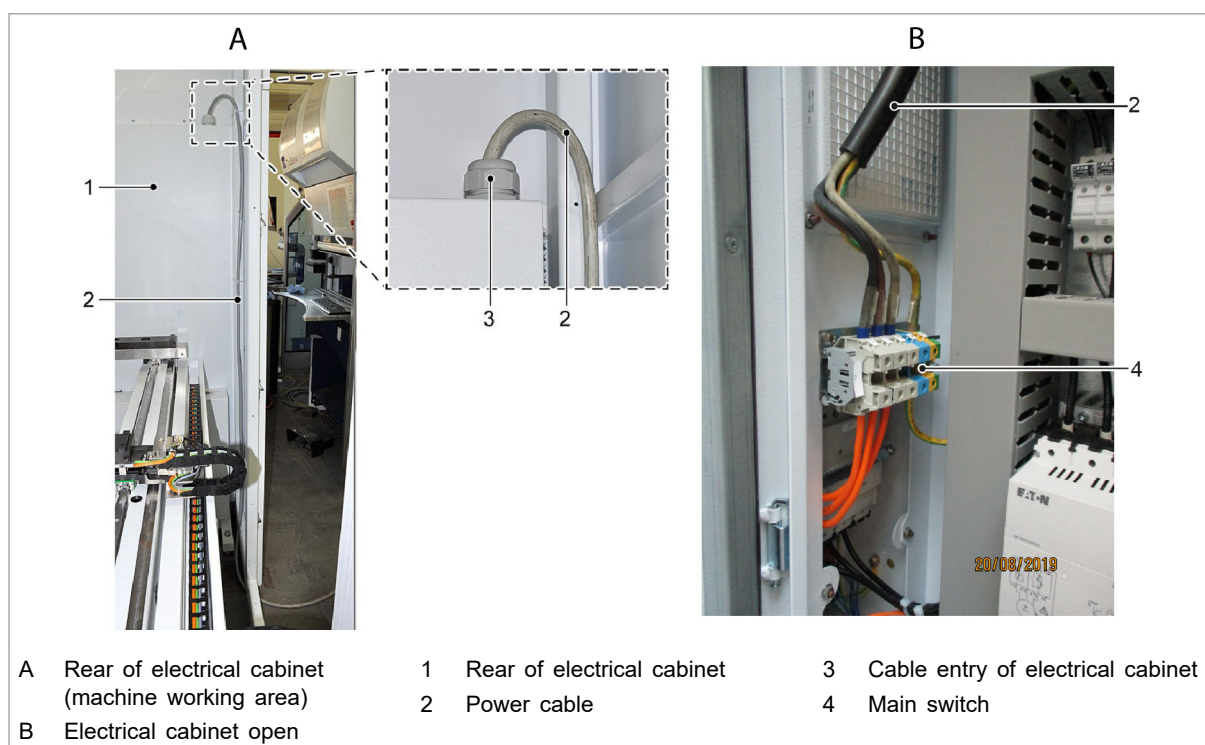 A
B
1
2
3
2
2
4
EATON
20/08/2019
A Rear of electrical cabinet
(machine working area)
B Electrical cabinet open
1 Rear of electrical cabinet
2 Power cable
3 Cable entry of electrical cabinet
4 Main switch